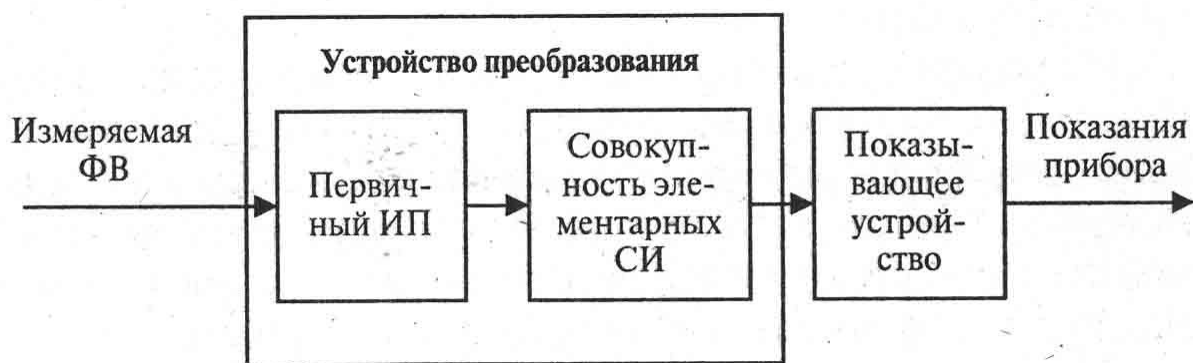 Устройство преобразования
Измеряемая
ФВ
Первич-
ный ИП
Совокуп-
ность эле-
ментарных
СИ
Показы-
вающее
устрой-
ство
Показания
прибора